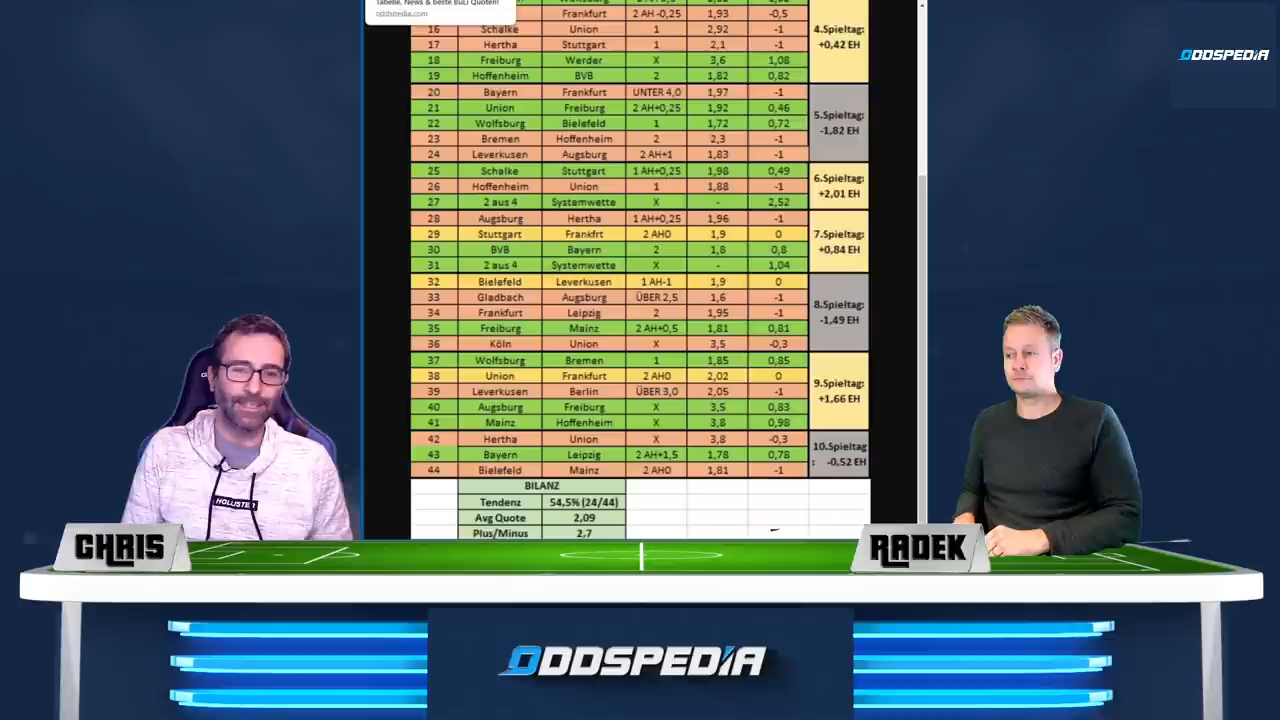 Tabelle, News & beste BuLi Quoten!
oddspedia.com
ODDSPEDIA
Frankfurt 2 AH -0,25 1,93 -0,5
16 Schalke Union 1 2,92 -1
17 Hertha Stuttgart 1 2,1 -1
18 Freiburg Werder X 3,6 1,08
19 Hoffenheim BVB 2 1,82 0,82
4.Spieltag:
+0,42 EH
20 Bayern Frankfurt UNTER 4,0 1,97 -1
21 Union Freiburg 2 AH+0,25 1,92 0,46
22 Wolfsburg Bielefeld 1 1,72 0,72
23 Bremen Hoffenheim 2 2,3 -1
24 Leverkusen Augsburg 2 AH+1 1,83 -1
5.Spieltag:
-1,82 EH
25 Schalke Stuttgart 1 AH+0,25 1,98 0,49
26 Hoffenheim Union 1 1,88 -1
27 2 aus 4 Systemwette X - 2,52
6.Spieltag:
+2,01 EH
28 Augsburg Hertha 1 AH+0,25 1,96 -1
29 Stuttgart Frankfrt 2 AH0 1,9 0
30 BVB Bayern 2 1,8 0,8
31 2 aus 4 Systemwette X - 1,04
7.Spieltag:
+0,84 EH
32 Bielefeld Leverkusen 1 AH-1 1,9 0
33 Gladbach Augsburg ÜBER 2,5 1,6 -1
34 Frankfurt Leipzig 2 1,95 -1
35 Freiburg Mainz 2 AH+0,5 1,81 0,81
36 Köln Union X 3,5 -0,3
8.Spieltag:
-1,49 EH
37 Wolfsburg Bremen 1 1,85 0,85
38 Union Frankfurt 2 AH0 2,02 0
39 Leverkusen Berlin ÜBER 3,0 2,05 -1
40 Augsburg Freiburg X 3,5 0,83
41 Mainz Hoffenheim X 3,8 0,98
9.Spieltag:
+1,66 EH
42 Hertha Union X 3,8 -0,3
43 Bayern Leipzig 2 AH+1,5 1,78 0,78
44 Bielefeld Mainz 2 AH0 1,81 -1
10.Spieltag
: -0,52 EH
BILANZ
Tendenz 54,5% (24/44)
Avg Quote 2,09
Plus/Minus 2,7
HOLLISTER
CHRIS
RADEK
ODDSPEDIA